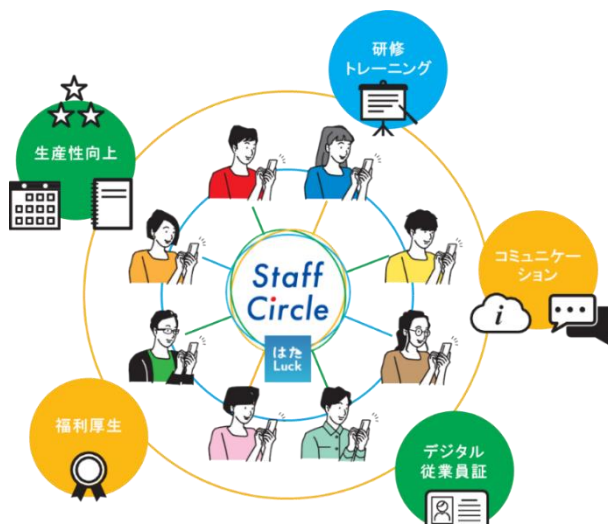 研修
トレーニング
生産性向上
コミュニケー
ション
i
Staff
Circle
はた
Luck
福利厚生
デジタル
従業員証